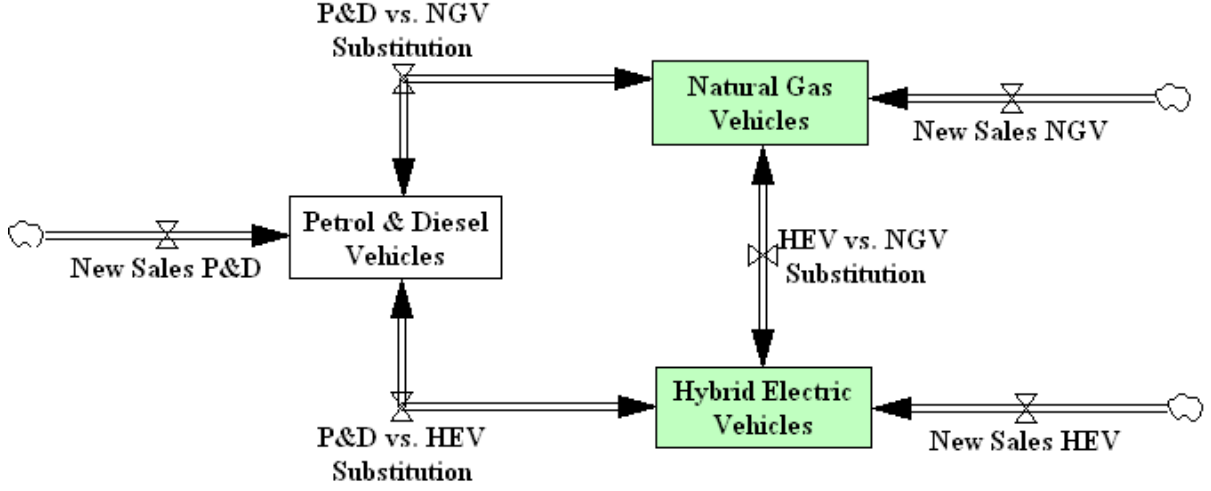 P&D vs. NGV
Substitution
Natural Gas
Vehicles
New Sales NGV
Petrol & Diesel
Vehicles
New Sales P&D
HEV vs. NGV
Substitution
Hybrid Electric
Vehicles
P&D vs. HEV
Substitution
New Sales HEV